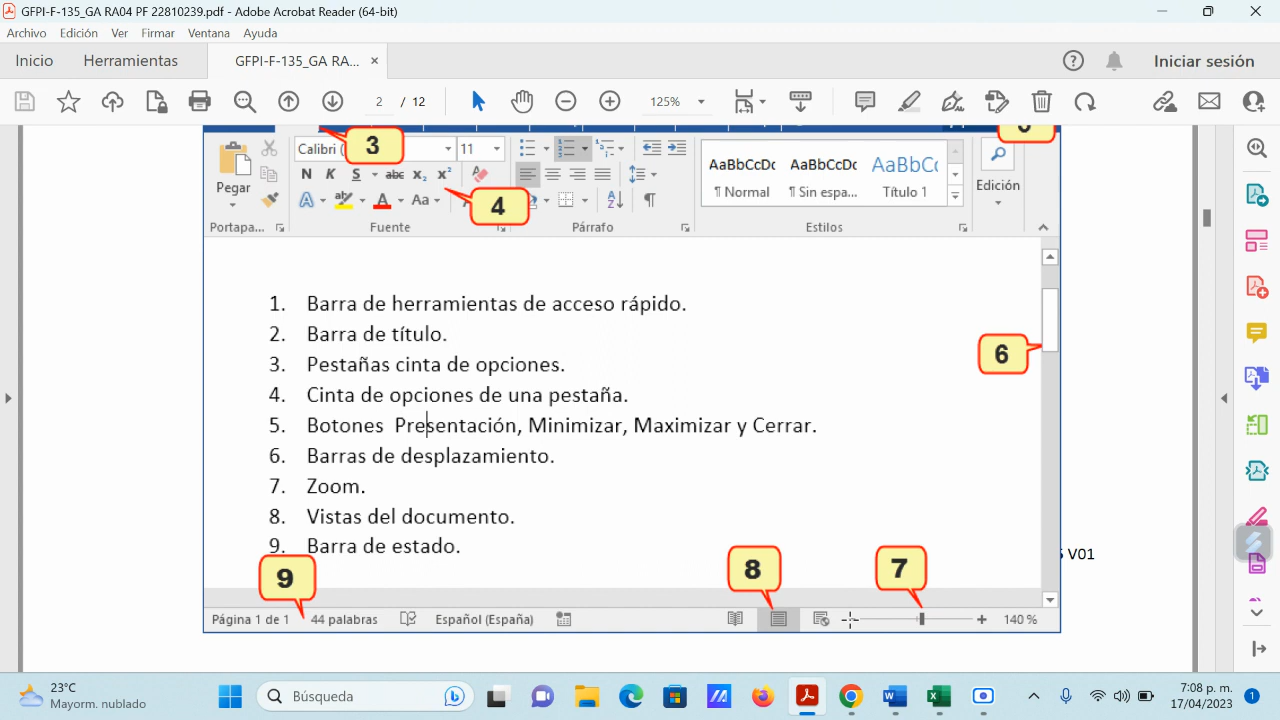 GFPI-F-135_GA RA04 PF 22810239.pdf - Adobe Acrobat Reader (64-bit)
Archivo Edición Ver Firmar Ventana Ayuda
Inicio Herramientas GFPI-F-135_GA RA... × Iniciar sesión
2 / 12 125%
3
Calibri ( 11
AaBbCcDc AaBbCcDc AaBbCc
N K S abc x₂ x²
Pegar ¶ Normal ¶ Sin espa... Título 1 Edición
4
Aa
Portapa... Fuente Párrafo Estilos
1. Barra de herramientas de acceso rápido.
2. Barra de título.
3. Pestañas cinta de opciones.
6
4. Cinta de opciones de una pestaña.
5. Botones Presentación, Minimizar, Maximizar y Cerrar.
6. Barras de desplazamiento.
7. Zoom.
8. Vistas del documento.
9. Barra de estado.
V01
9 8 7
Página 1 de 1 44 palabras Español (España) 140 %
23°C
Mayorm. nublado
Búsqueda
7:08 p. m.
17/04/2023
1